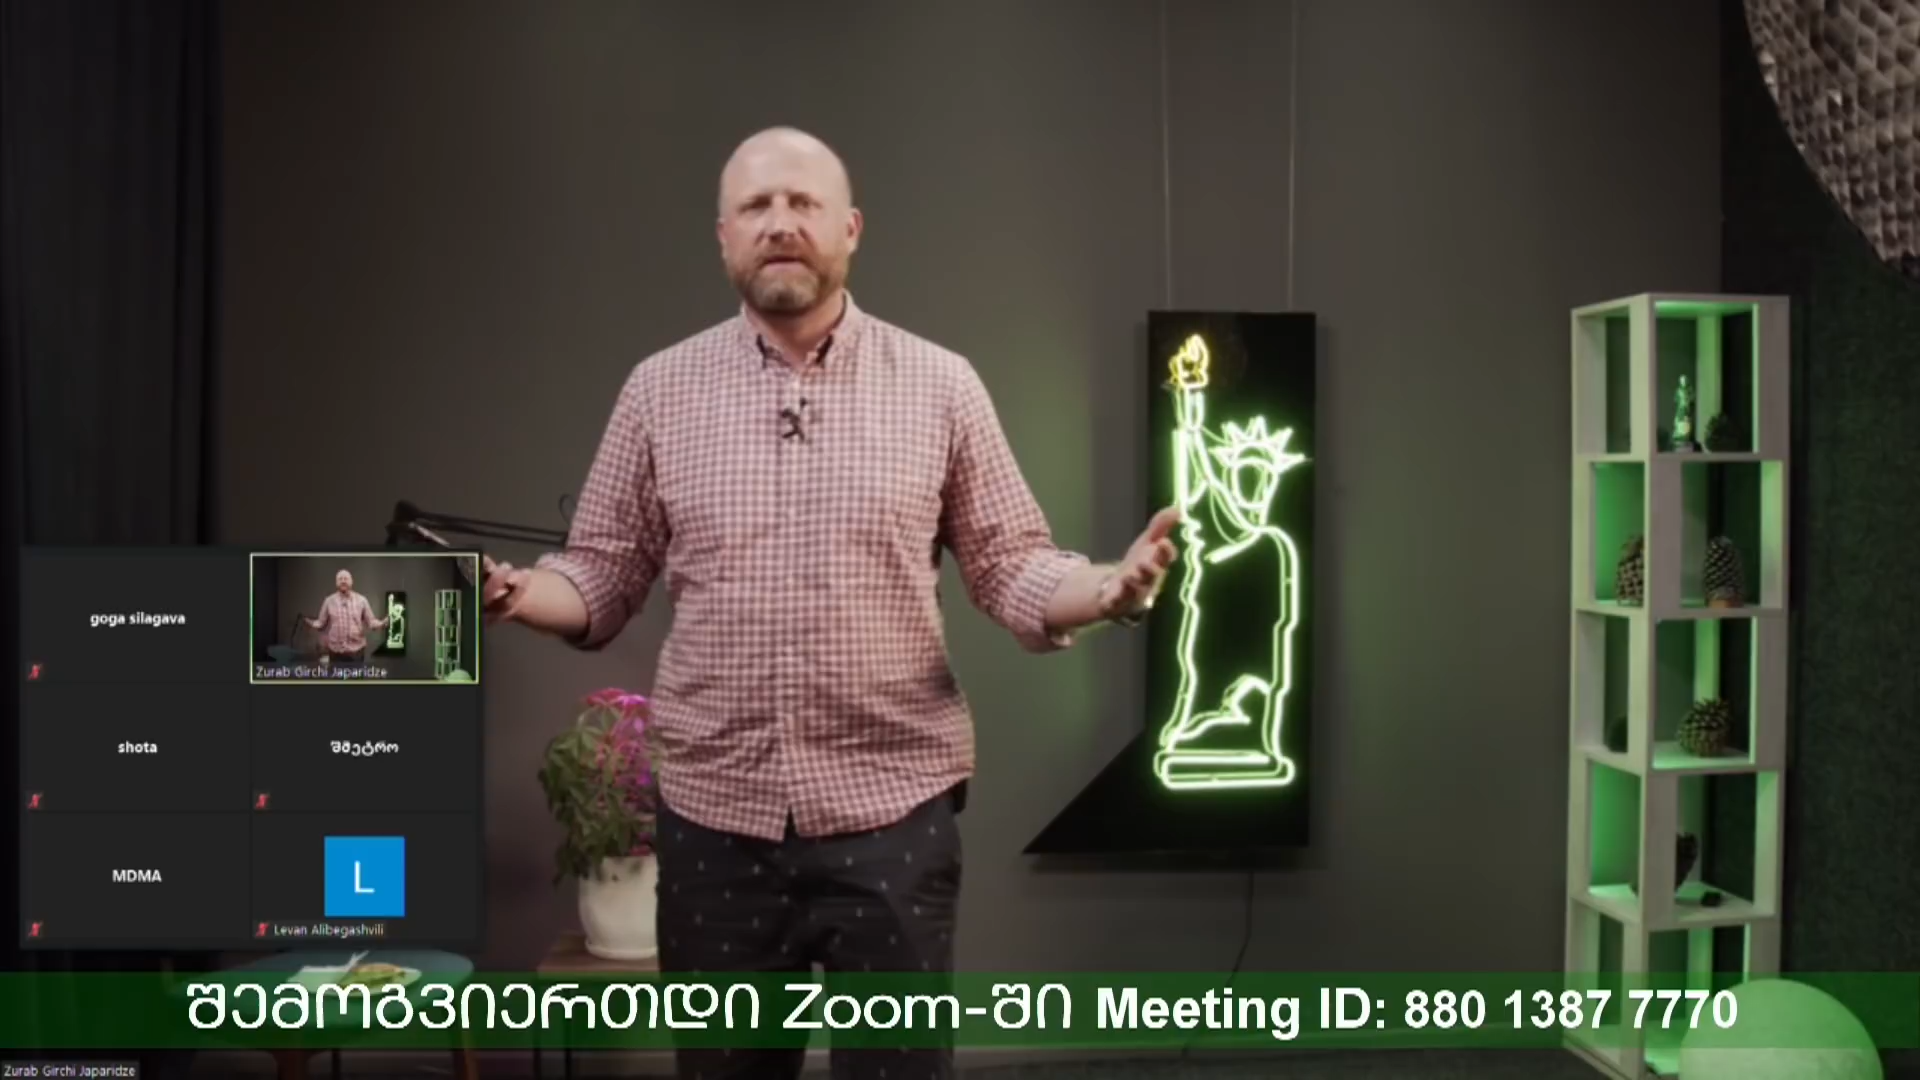 goga silagava
Zurab Girchi Japaridze
shota
შმეტრო
MDMA
L
Levan Alibegashvili
შემოგვიერთდი Zoom-ში Meeting ID: 880 1387 7770
Zurab Girchi Japaridze